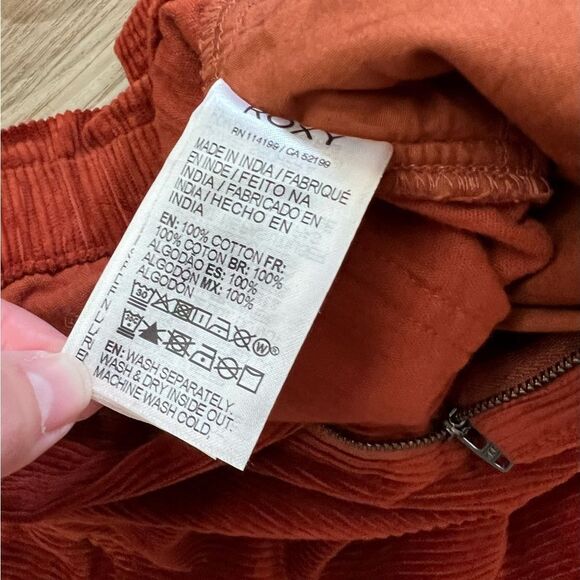 ROXY
RN 114199 / CA 52199
MADE IN INDIA / FABRIQUÉ
EN INDE / FEITO NA
INDIA / FABRICADO EN
INDIA / HECHO EN
INDIA
EN: 100% COTTON FR:
100% COTON BR: 100%
ALGODÃO ES: 100%
ALGODÓN MX: 100%
ALGODÓN
30
W
EN: WASH SEPARATELY.
WASH & DRY INSIDE OUT.
MACHINE WASH COLD,